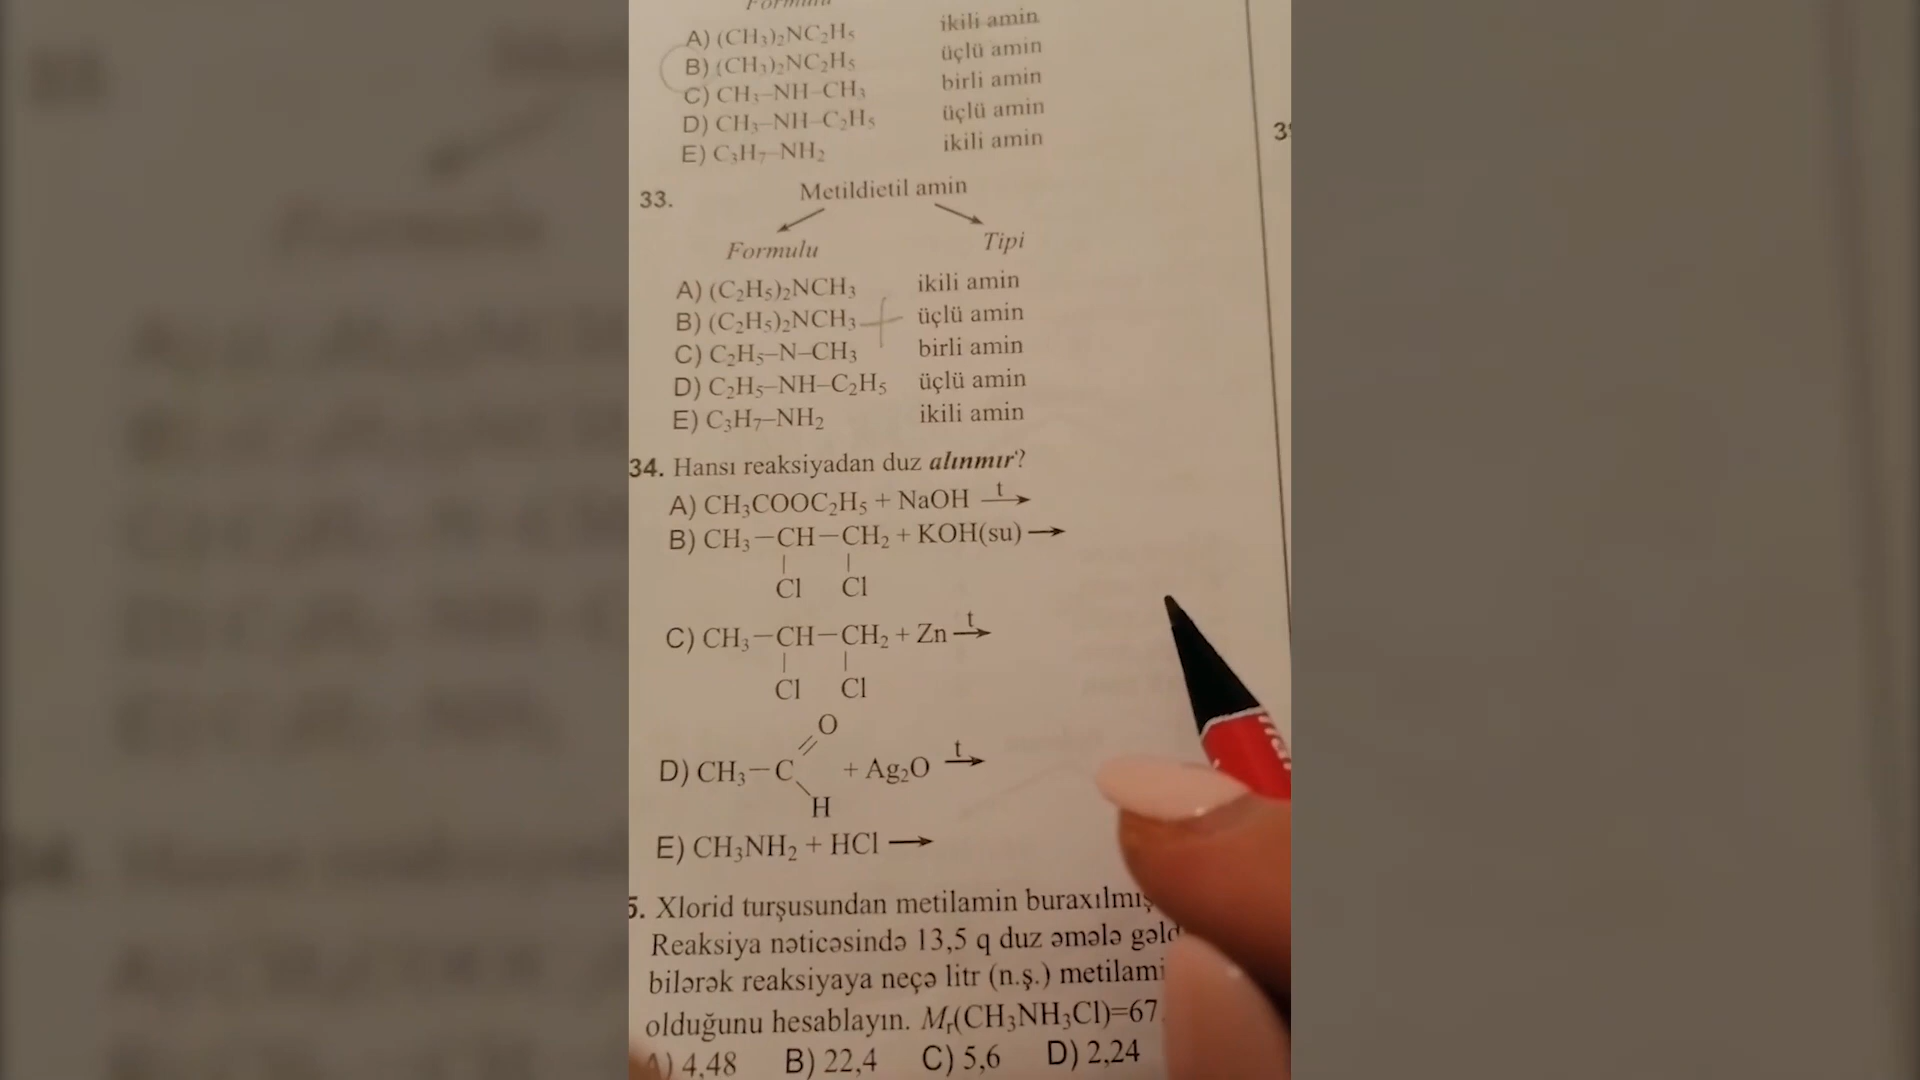 Formulu
A) (CH₃)₂NC₂H₅ ikili amin
B) (CH₃)₂NC₂H₅ üçlü amin
C) CH₃–NH–CH₃ birli amin
D) CH₃–NH–C₂H₅ üçlü amin
E) C₃H₇–NH₂ ikili amin
33. Metildietil amin
Formulu Tipi
A) (C₂H₅)₂NCH₃ ikili amin
B) (C₂H₅)₂NCH₃ üçlü amin
C) C₂H₅–N–CH₃ birli amin
D) C₂H₅–NH–C₂H₅ üçlü amin
E) C₃H₇–NH₂ ikili amin
34. Hansı reaksiyadan duz alınmır?
A) CH₃COOC₂H₅ + NaOH t→
B) CH₃–CH–CH₂ + KOH(su) →
Cl Cl
C) CH₃–CH–CH₂ + Zn t→
Cl Cl
O
D) CH₃–C + Ag₂O t→
H
E) CH₃NH₂ + HCl →
5. Xlorid turşusundan metilamin buraxılmış
Reaksiya nəticəsində 13,5 q duz əmələ gəld
bilərək reaksiyaya neçə litr (n.ş.) metilami
olduğunu hesablayın. Mᵣ(CH₃NH₃Cl)=67
A) 4,48 B) 22,4 C) 5,6 D) 2,24